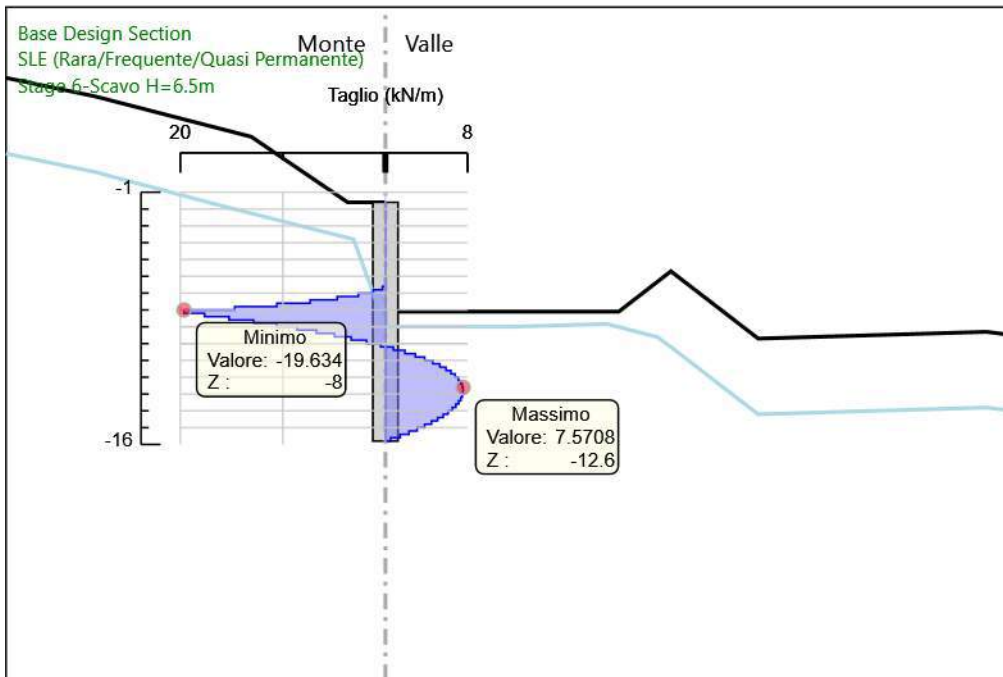 Base Design Section
Monte Valle
SLE (Rara/Frequente/Quasi Permanente)
Stage 6-Scavo H=6.5m
Taglio (kN/m)
20 8
-1
Minimo
Valore: -19.634
Z : -8
Massimo
Valore: 7.5708
Z : -12.6
-16